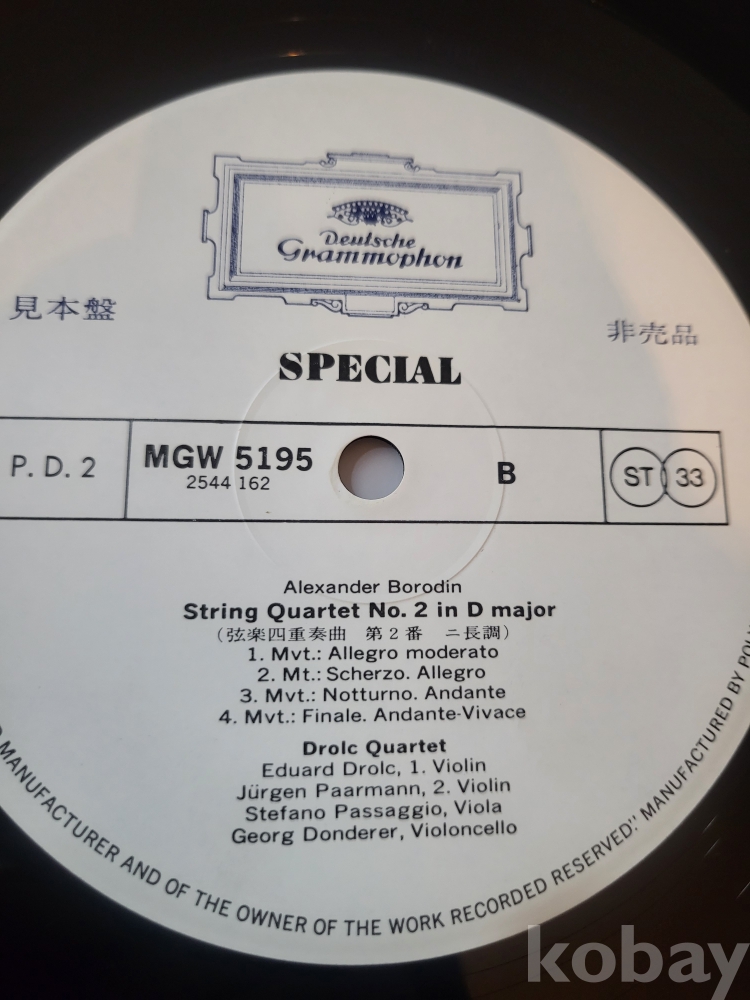 Deutsche
Grammophon
見本盤
非売品
SPECIAL
P. D. 2
MGW 5195
2544 162
B
ST 33
Alexander Borodin
String Quartet No. 2 in D major
(弦楽四重奏曲 第2番 ニ長調)
1. Mvt.: Allegro moderato
2. Mt.: Scherzo. Allegro
3. Mvt.: Notturno. Andante
4. Mvt.: Finale. Andante-Vivace
Drolc Quartet
Eduard Drolc, 1. Violin
Jürgen Paarmann, 2. Violin
Stefano Passaggio, Viola
Georg Donderer, Violoncello
MANUFACTURER AND OF THE OWNER OF THE WORK RECORDED RESERVED." MANUFACTURED BY
kobay